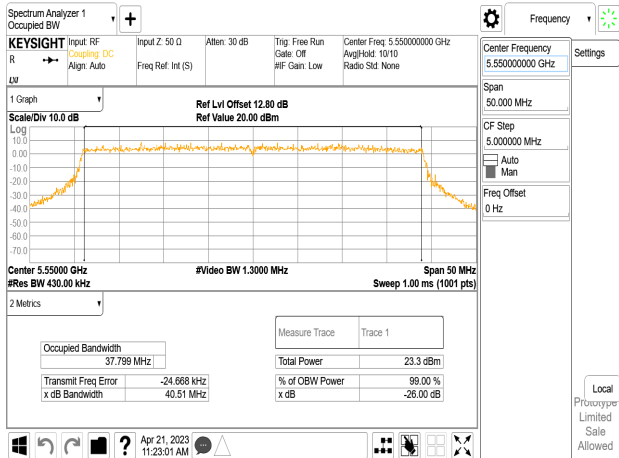 Spectrum Analyzer 1
Occupied BW
Frequency
KEYSIGHT
R
LXI
Input: RF
Coupling: DC
Align: Auto
Input Z: 50 Ω
Freq Ref: Int (S)
Atten: 30 dB
Trig: Free Run
Gate: Off
#IF Gain: Low
Center Freq: 5.550000000 GHz
Avg|Hold: 10/10
Radio Std: None
Center Frequency
5.550000000 GHz
Settings
Span
50.000 MHz
CF Step
5.000000 MHz
Auto
Man
Freq Offset
0 Hz
1 Graph
Scale/Div 10.0 dB
Ref Lvl Offset 12.80 dB
Ref Value 20.00 dBm
Log
10.0
0.00
-10.0
-20.0
-30.0
-40.0
-50.0
-60.0
-70.0
Center 5.55000 GHz
#Video BW 1.3000 MHz
Span 50 MHz
#Res BW 430.00 kHz
Sweep 1.00 ms (1001 pts)
2 Metrics
Measure Trace Trace 1
Occupied Bandwidth
37.799 MHz
Total Power 23.3 dBm
Transmit Freq Error -24.668 kHz
% of OBW Power 99.00 %
x dB Bandwidth 40.51 MHz
x dB -26.00 dB
Local
Prototype
Limited
Sale
Allowed
?
Apr 21, 2023
11:23:01 AM